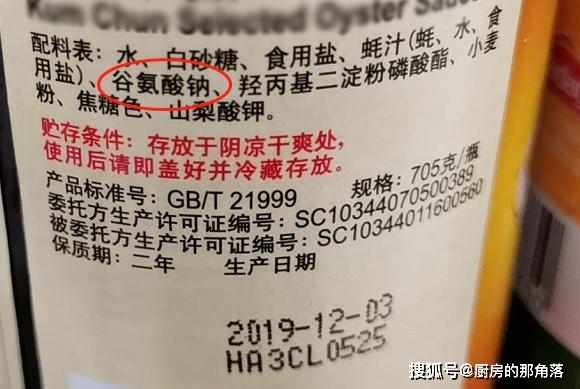 Kum Chun Selected Oyster Sauce
配料表：水、白砂糖、食用盐、蚝汁(蚝、水、食
用盐)、谷氨酸钠、羟丙基二淀粉磷酸酯、小麦
粉、焦糖色、山梨酸钾。
贮存条件：存放于阴凉干爽处，
使用后请即盖好并冷藏存放。
产品标准号：GB/T 21999 规格：705克/瓶
委托方生产许可证编号：SC10344070500389
被委托方生产许可证编号：SC10344011600560
保质期：二年 生产日期
2019-12-03
HA3CL0525
搜狐号@厨房的那角落